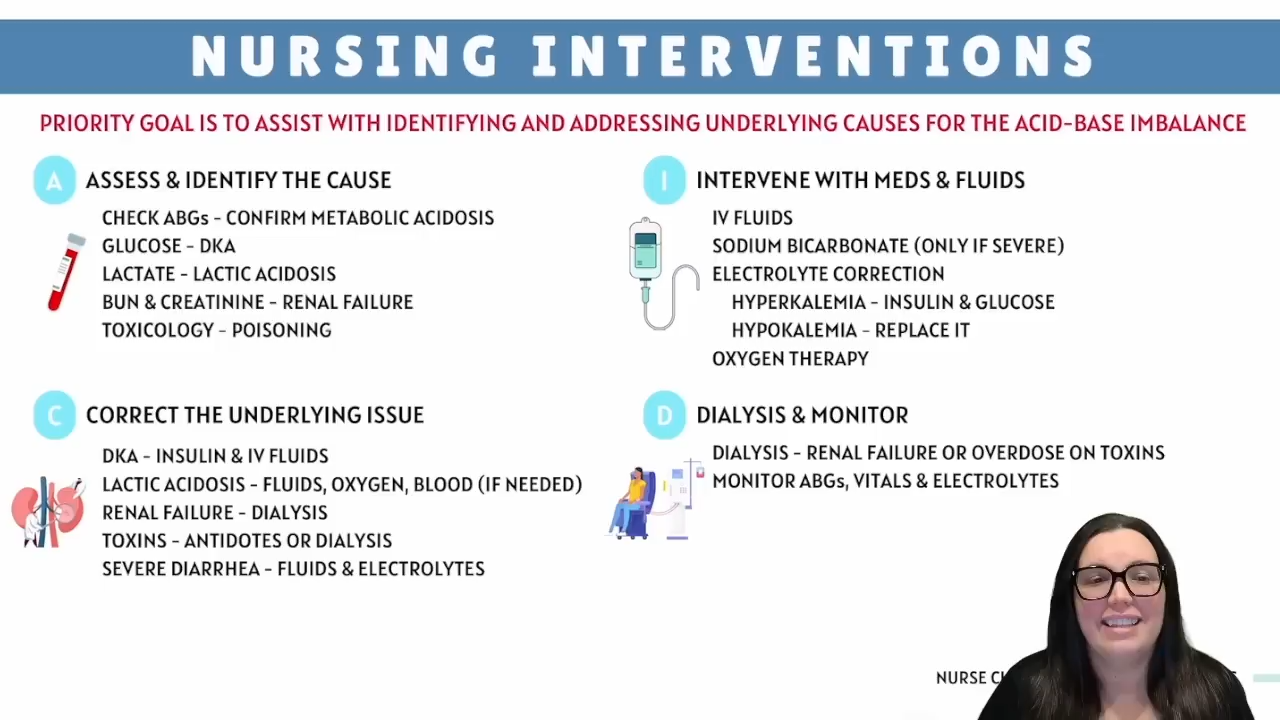 NURSING INTERVENTIONS
PRIORITY GOAL IS TO ASSIST WITH IDENTIFYING AND ADDRESSING UNDERLYING CAUSES FOR THE ACID-BASE IMBALANCE
A
ASSESS & IDENTIFY THE CAUSE
CHECK ABGs - CONFIRM METABOLIC ACIDOSIS
GLUCOSE - DKA
LACTATE - LACTIC ACIDOSIS
BUN & CREATININE - RENAL FAILURE
TOXICOLOGY - POISONING
C
CORRECT THE UNDERLYING ISSUE
DKA - INSULIN & IV FLUIDS
LACTIC ACIDOSIS - FLUIDS, OXYGEN, BLOOD (IF NEEDED)
RENAL FAILURE - DIALYSIS
TOXINS - ANTIDOTES OR DIALYSIS
SEVERE DIARRHEA - FLUIDS & ELECTROLYTES
I
INTERVENE WITH MEDS & FLUIDS
IV FLUIDS
SODIUM BICARBONATE (ONLY IF SEVERE)
ELECTROLYTE CORRECTION
HYPERKALEMIA - INSULIN & GLUCOSE
HYPOKALEMIA - REPLACE IT
OXYGEN THERAPY
D
DIALYSIS & MONITOR
DIALYSIS - RENAL FAILURE OR OVERDOSE ON TOXINS
MONITOR ABGs, VITALS & ELECTROLYTES
NURSE